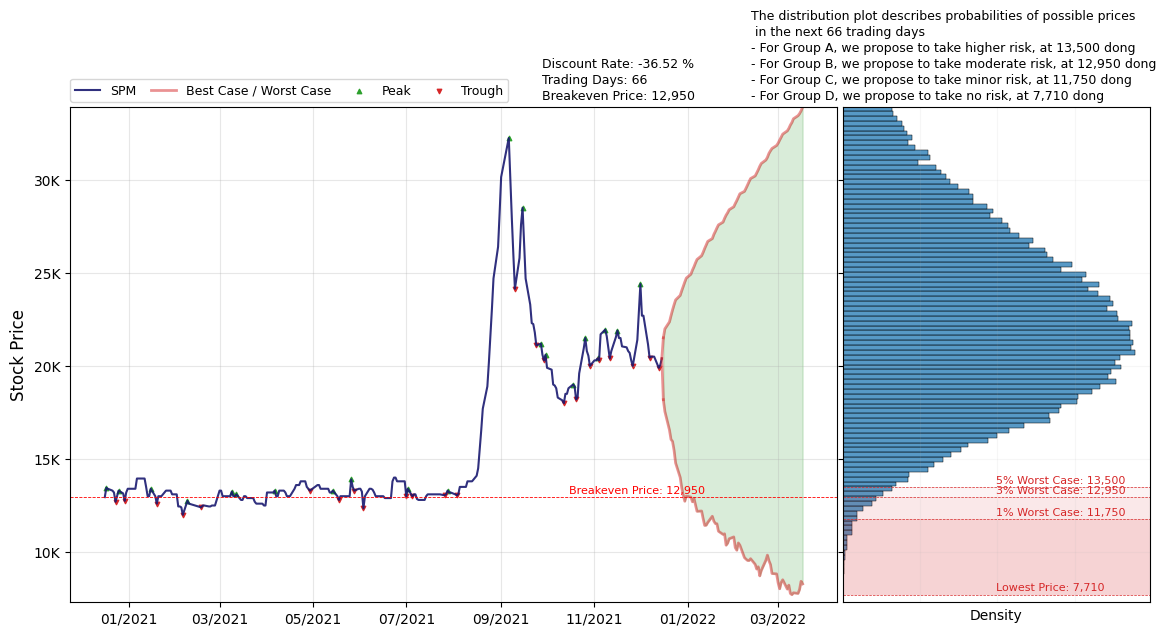 The distribution plot describes probabilities of possible prices
in the next 66 trading days
- For Group A, we propose to take higher risk, at 13,500 dong
- For Group B, we propose to take moderate risk, at 12,950 dong
- For Group C, we propose to take minor risk, at 11,750 dong
- For Group D, we propose to take no risk, at 7,710 dong
Discount Rate: -36.52 %
Trading Days: 66
Breakeven Price: 12,950
SPM Best Case / Worst Case Peak Trough
Stock Price
30K
25K
20K
15K
10K
Breakeven Price: 12,950
5% Worst Case: 13,500
3% Worst Case: 12,950
1% Worst Case: 11,750
Lowest Price: 7,710
01/2021 03/2021 05/2021 07/2021 09/2021 11/2021 01/2022 03/2022
Density